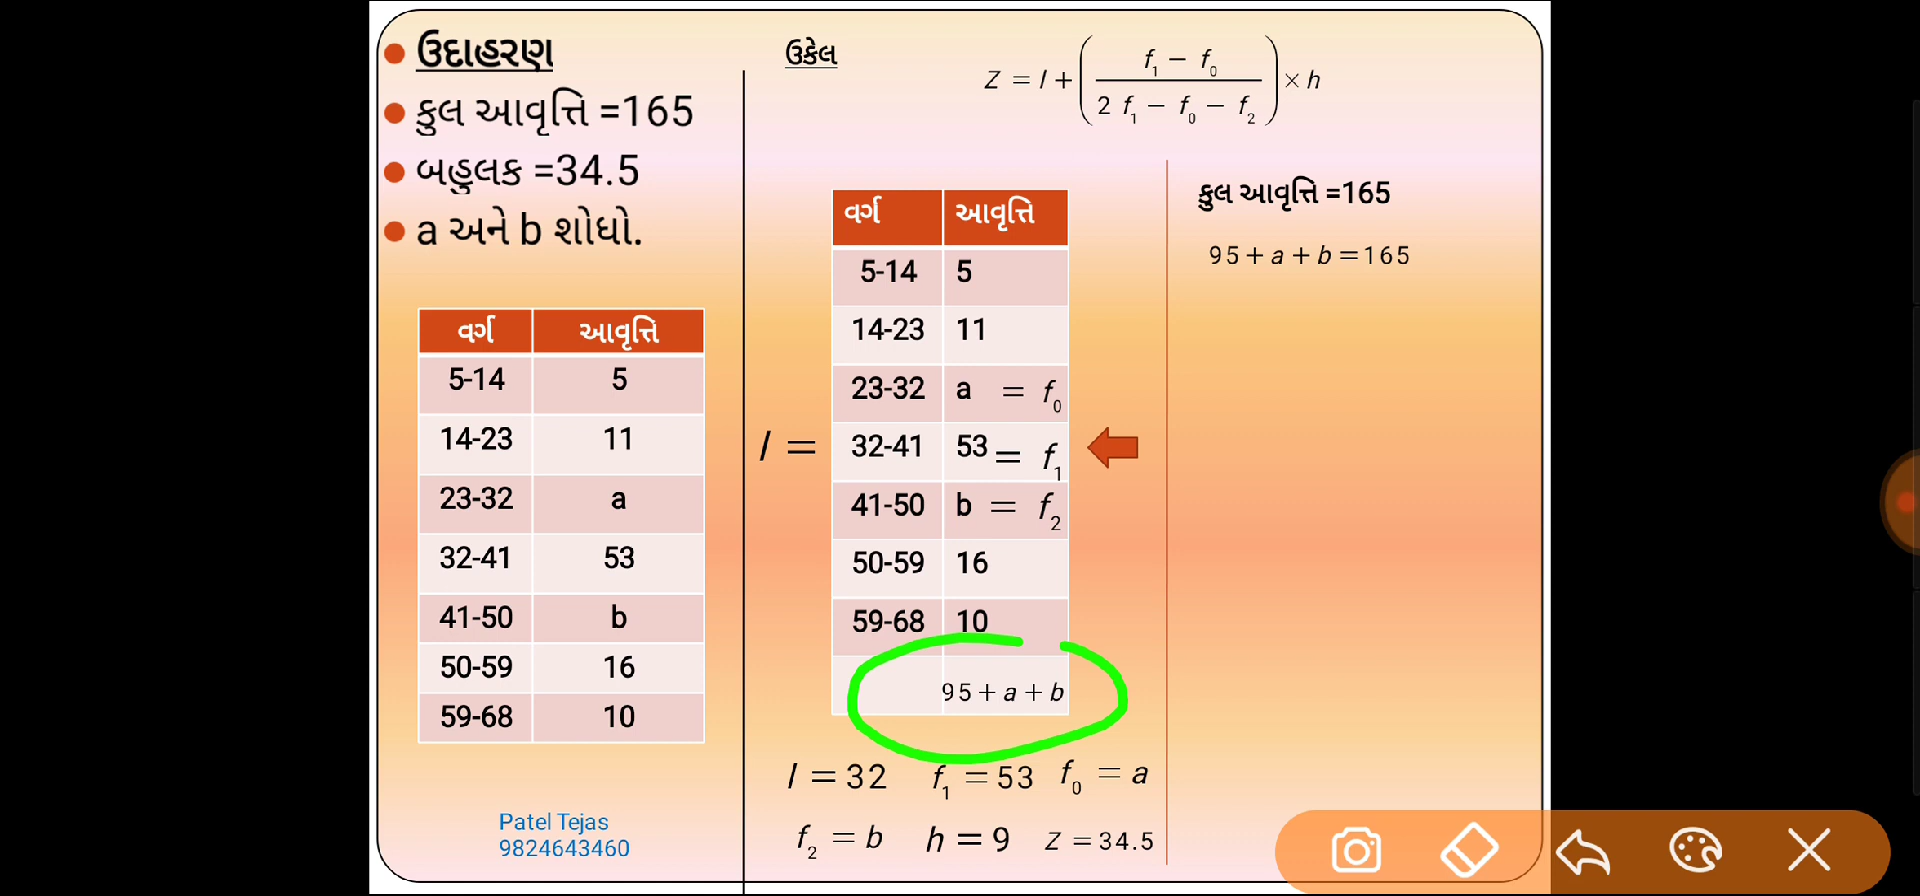 ઉદાહરણ
કુલ આવૃત્તિ =165
બહુલક =34.5
a અને b શોધો.
વર્ગ આવૃત્તિ
5-14 5
14-23 11
23-32 a
32-41 53
41-50 b
50-59 16
59-68 10
Patel Tejas
9824643460
ઉકેલ
Z = l + ( f₁ − f₀ / 2 f₁ − f₀ − f₂ ) × h
વર્ગ આવૃત્તિ
5-14 5
14-23 11
23-32 a = f₀
l = 32-41 53 = f₁
41-50 b = f₂
50-59 16
59-68 10
95 + a + b
l = 32 f₁ = 53 f₀ = a
f₂ = b h = 9 Z = 34.5
કુલ આવૃત્તિ =165
95 + a + b = 165